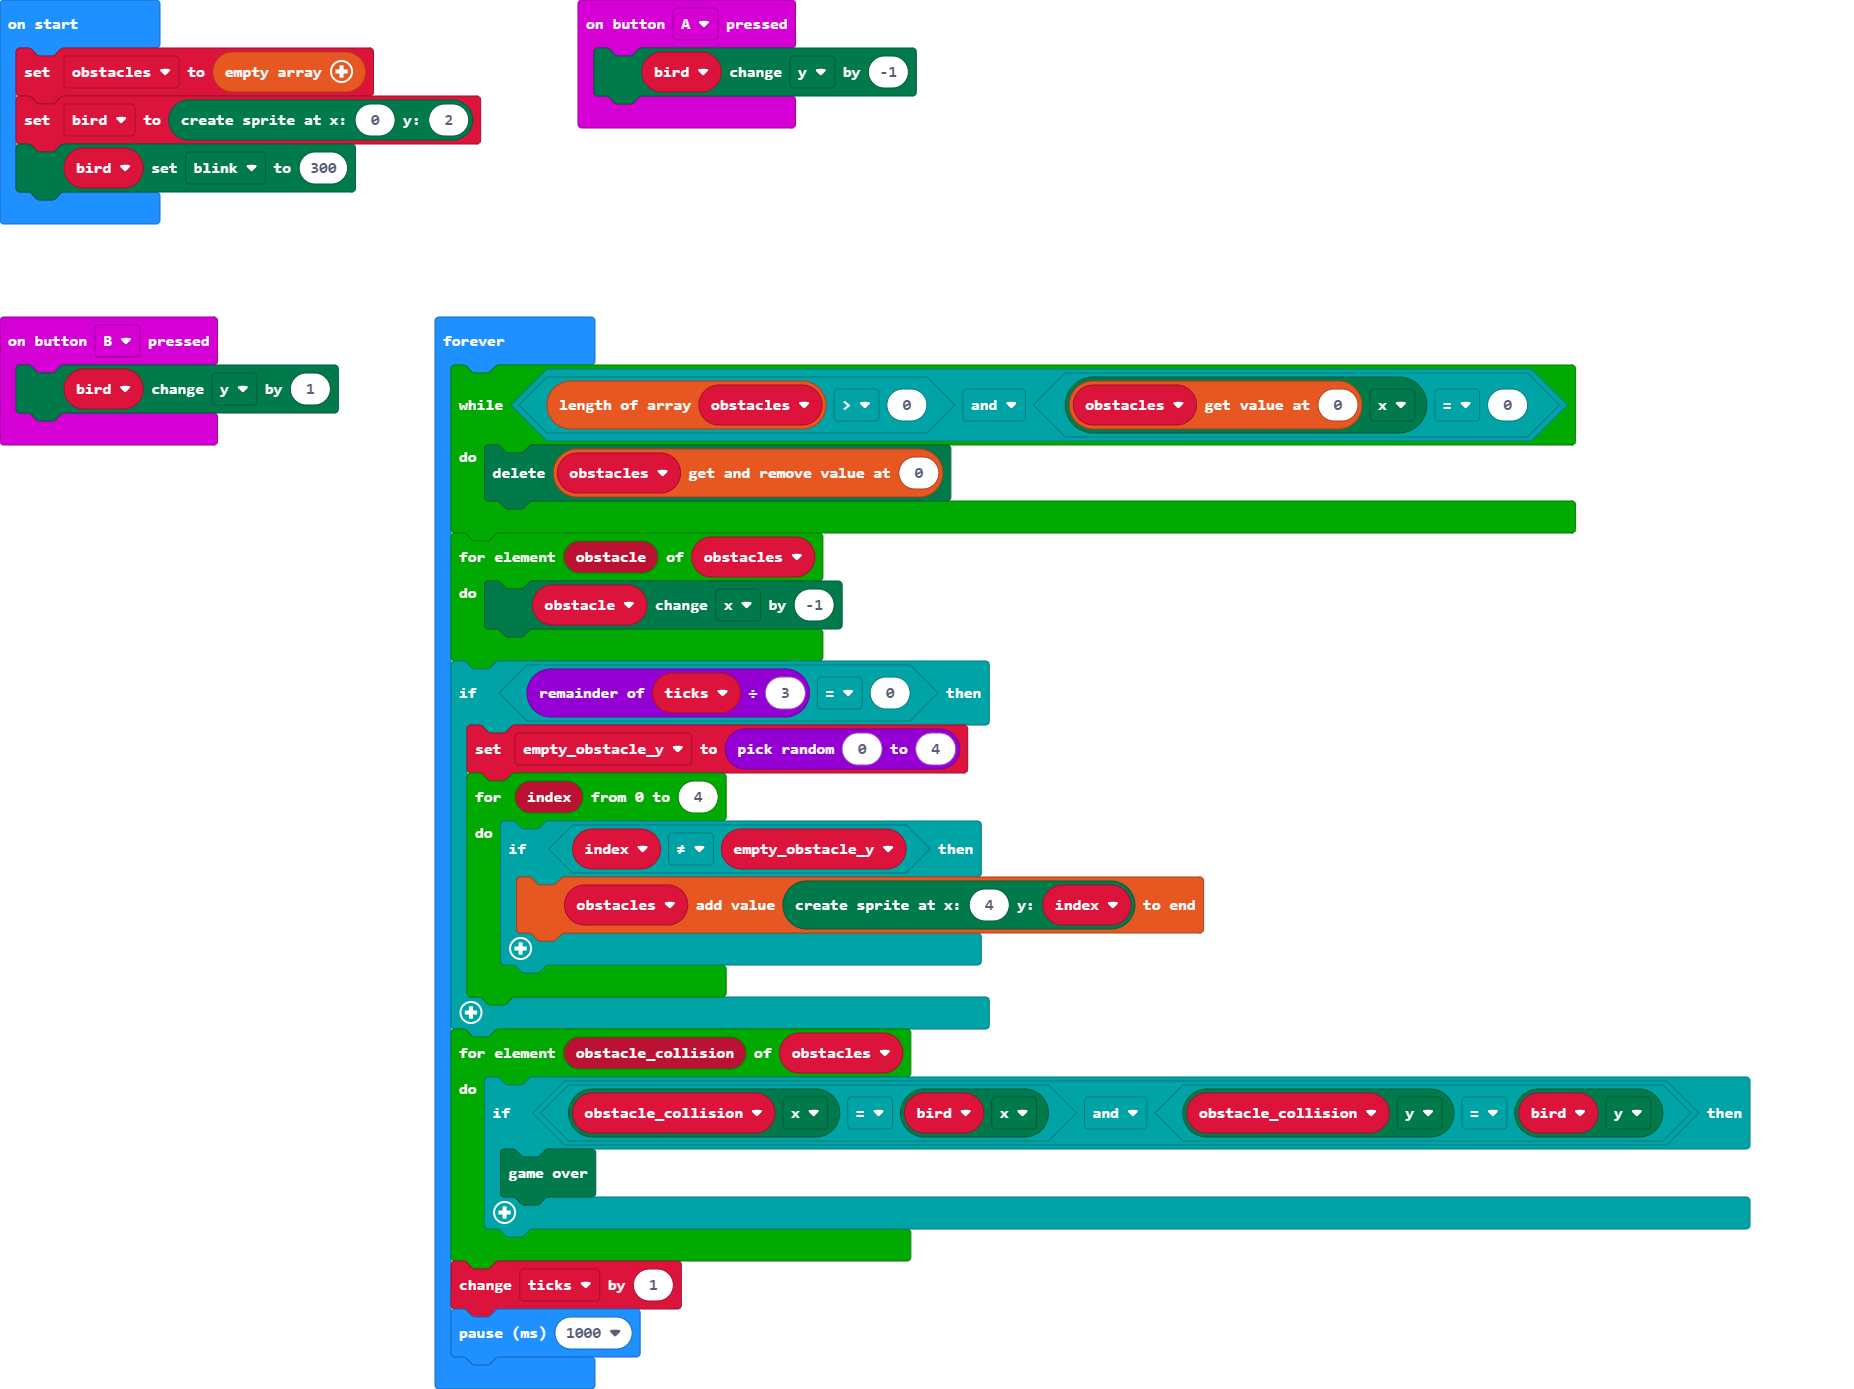 on start
set obstacles to empty array
set bird to create sprite at x: 0 y: 2
bird set blink to 300
on button A pressed
bird change y by -1
on button B pressed
bird change y by 1
forever
while length of array obstacles > 0 and obstacles get value at 0 x = 0
do
delete obstacles get and remove value at 0
for element obstacle of obstacles
do
obstacle change x by -1
if remainder of ticks ÷ 3 = 0 then
set empty_obstacle_y to pick random 0 to 4
for index from 0 to 4
do
if index ≠ empty_obstacle_y then
obstacles add value create sprite at x: 4 y: index to end
for element obstacle_collision of obstacles
do
if obstacle_collision x = bird x and obstacle_collision y = bird y then
game over
change ticks by 1
pause (ms) 1000